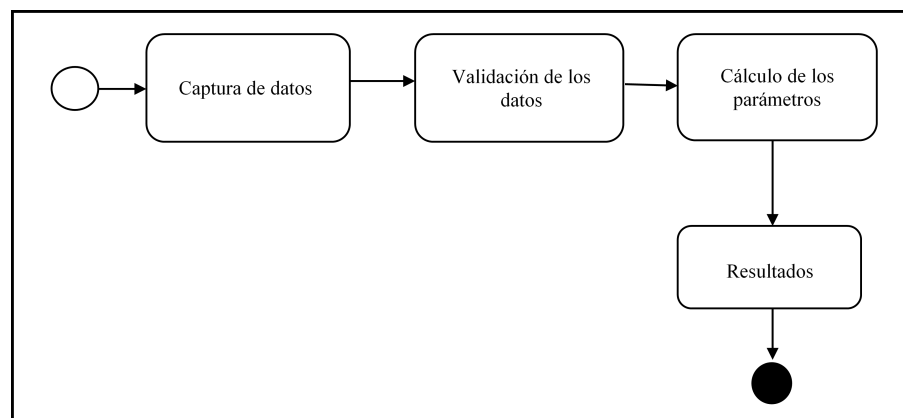 Captura de datos
Validación de los
datos
Cálculo de los
parámetros
Resultados